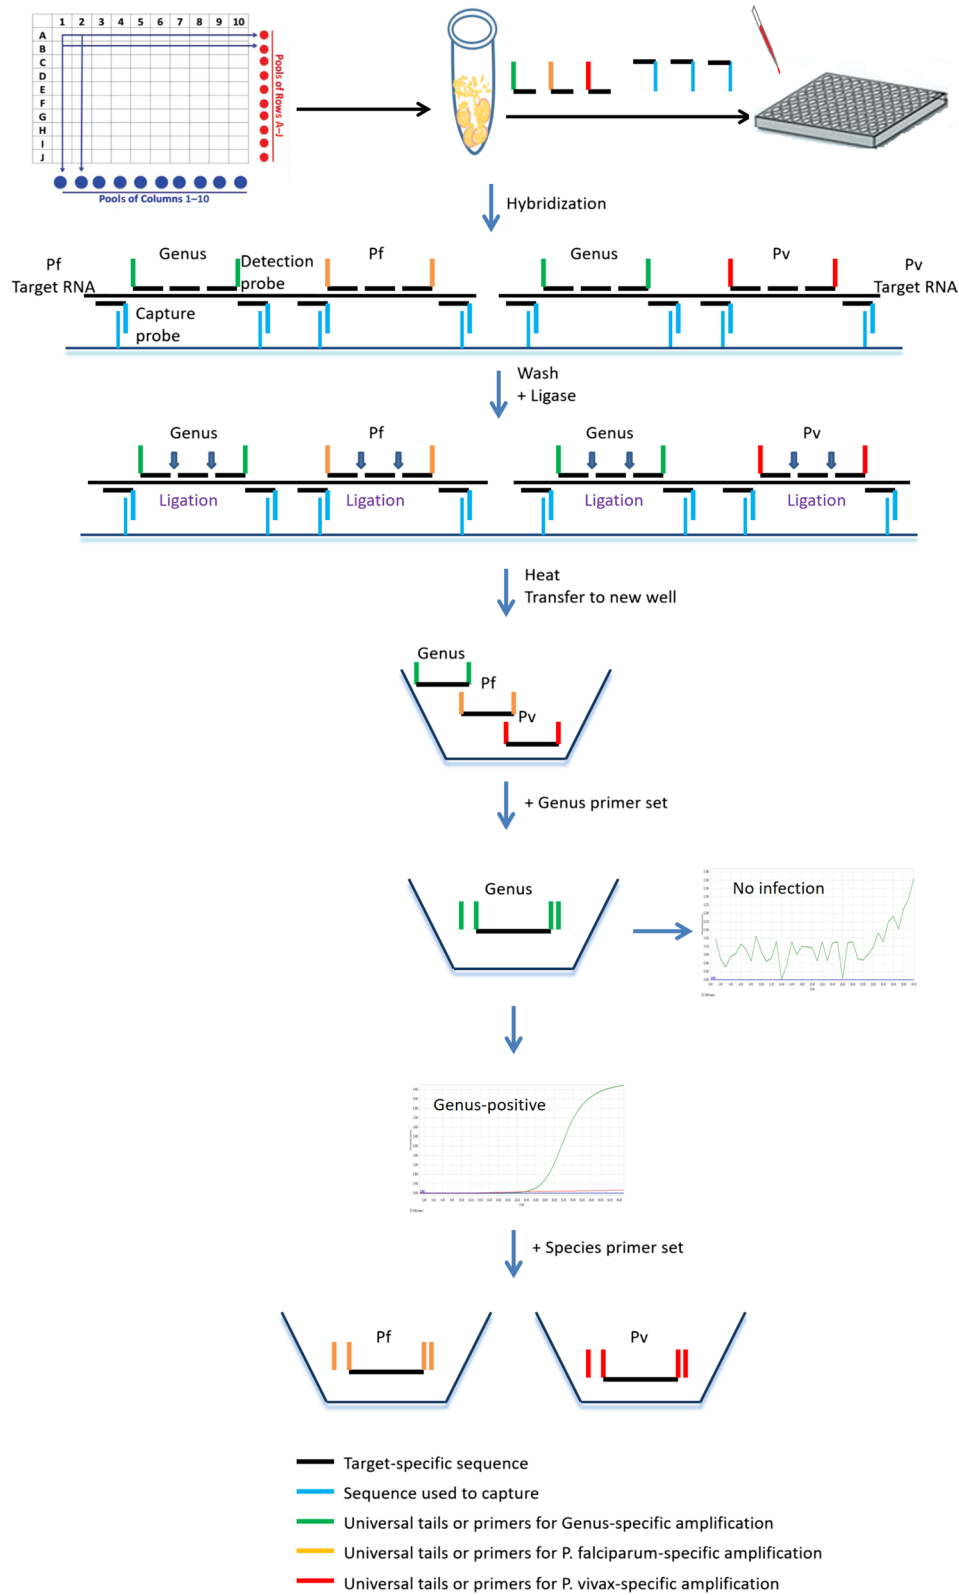 1 2 3 4 5 6 7 8 9 10
A
B
C
D
E
F
G
H
I
J
Pools of Rows A–J
Pools of Columns 1–10
Hybridization
Pf
Target RNA
Genus
Detection
probe
Pf
Genus
Pv
Pv
Target RNA
Capture
probe
Wash
+ Ligase
Genus
Pf
Genus
Pv
Ligation
Ligation
Ligation
Ligation
Heat
Transfer to new well
Genus
Pf
Pv
+ Genus primer set
Genus
No infection
Genus-positive
+ Species primer set
Pf
Pv
Target-specific sequence
Sequence used to capture
Universal tails or primers for Genus-specific amplification
Universal tails or primers for P. falciparum-specific amplification
Universal tails or primers for P. vivax-specific amplification